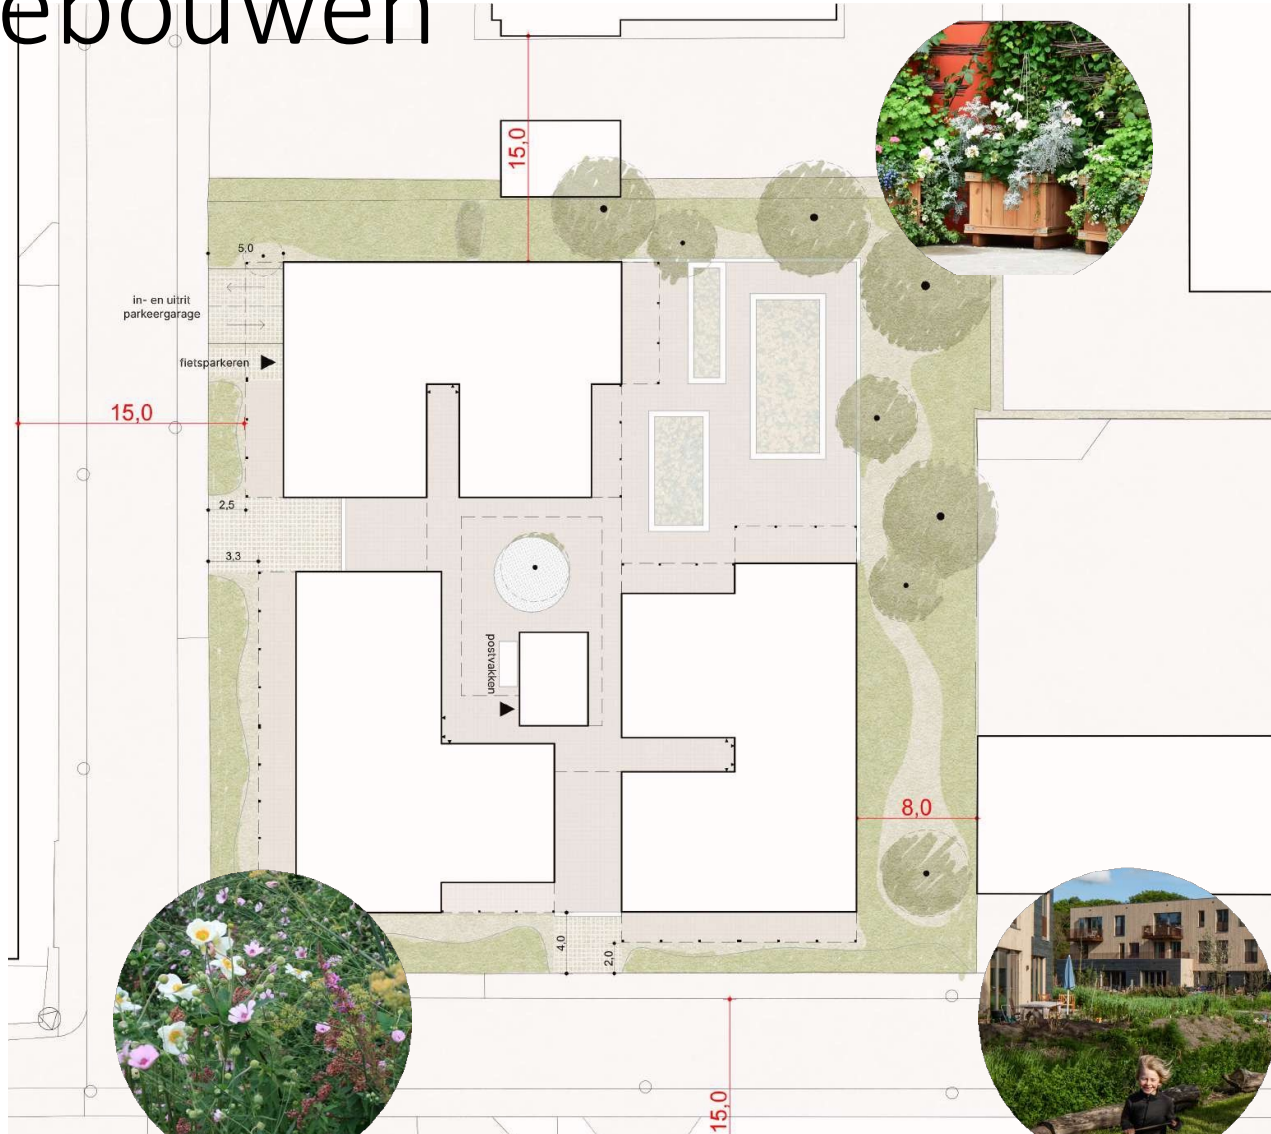 ebouwen
15,0
5,0
in- en uitrit
parkeergarage
fietsparkeren
15,0
2,5
3,3
postvakken
8,0
4,0
2,0
15,0